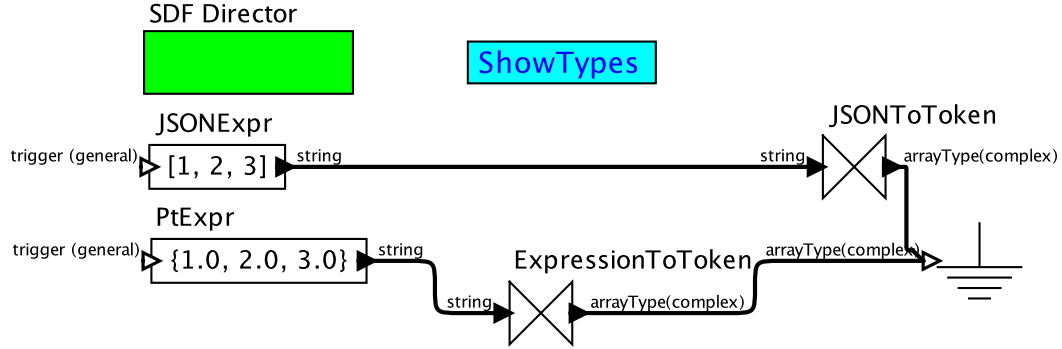 SDF Director
ShowTypes
JSONExpr
JSONToToken
trigger (general)
[1, 2, 3]
string
string
arrayType(complex)
PtExpr
trigger (general)
{1.0, 2.0, 3.0}
string
ExpressionToToken
arrayType(complex)
string
arrayType(complex)